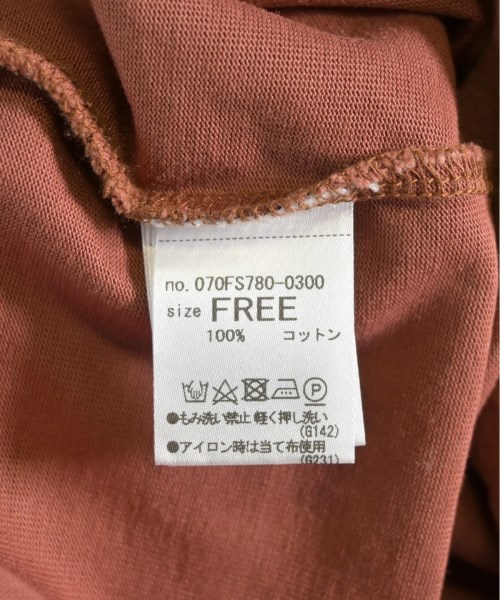 no. 070FS780-0300
size FREE
100% コットン
●もみ洗い禁止 軽く押し洗い
(G142)
●アイロン時は当て布使用
(G231)